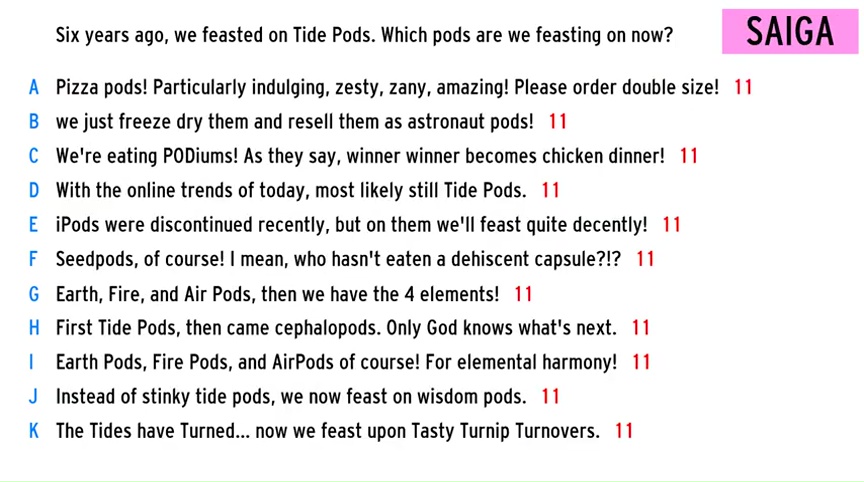 Six years ago, we feasted on Tide Pods. Which pods are we feasting on now?
SAIGA
A Pizza pods! Particularly indulging, zesty, zany, amazing! Please order double size! 11
B we just freeze dry them and resell them as astronaut pods! 11
C We're eating PODiums! As they say, winner winner becomes chicken dinner! 11
D With the online trends of today, most likely still Tide Pods. 11
E iPods were discontinued recently, but on them we'll feast quite decently! 11
F Seedpods, of course! I mean, who hasn't eaten a dehiscent capsule?!? 11
G Earth, Fire, and Air Pods, then we have the 4 elements! 11
H First Tide Pods, then came cephalopods. Only God knows what's next. 11
I Earth Pods, Fire Pods, and AirPods of course! For elemental harmony! 11
J Instead of stinky tide pods, we now feast on wisdom pods. 11
K The Tides have Turned... now we feast upon Tasty Turnip Turnovers. 11